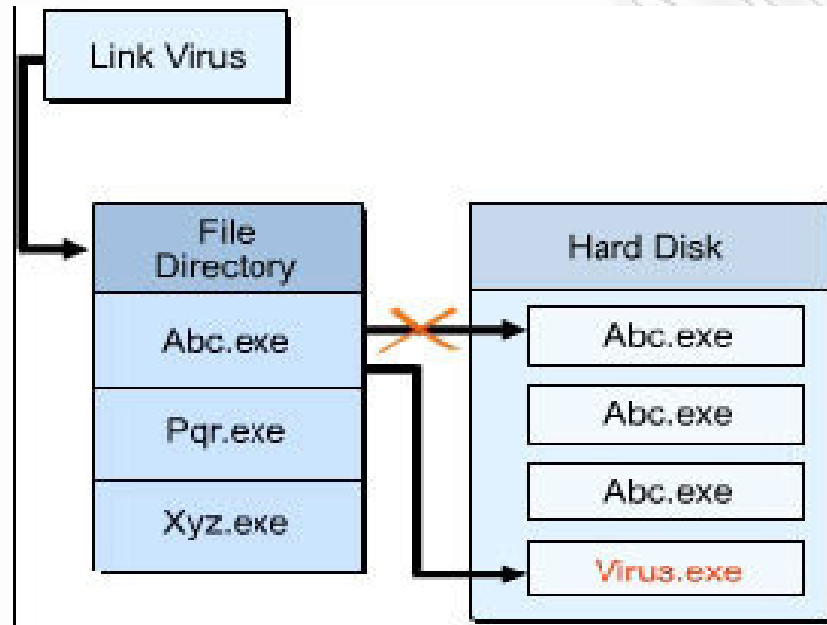 Link Virus
File
Directory
Abc.exe
Pqr.exe
Xyz.exe
Hard Disk
Abc.exe
Abc.exe
Abc.exe
Virus.exe